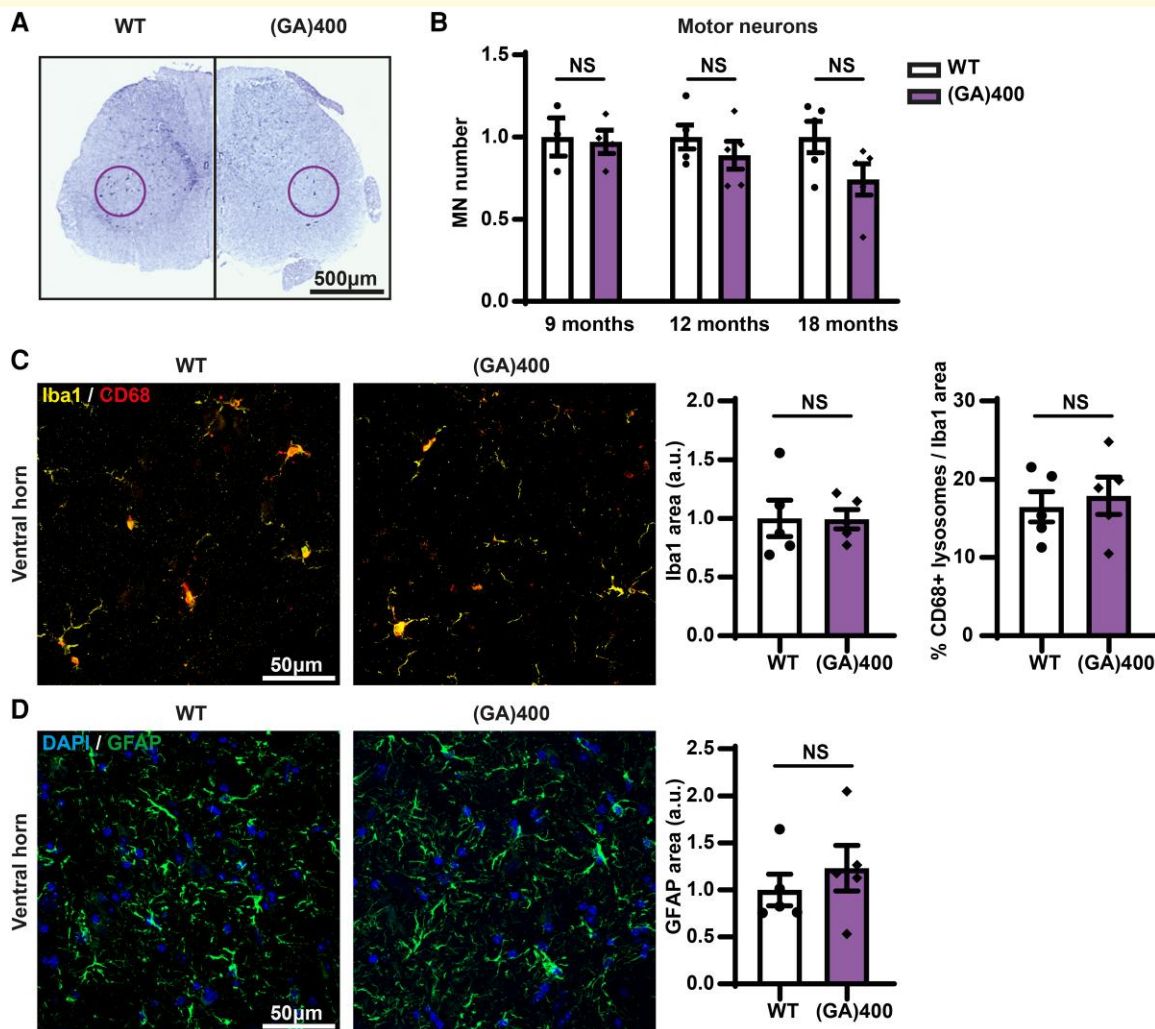 A
WT
(GA)400
500µm
B
Motor neurons
MN number
1.5
1.0
0.5
0.0
NS
NS
NS
9 months
12 months
18 months
WT
(GA)400
C
WT
(GA)400
Ventral horn
Iba1 / CD68
50µm
Iba1 area (a.u.)
2.0
1.5
1.0
0.5
0.0
NS
WT
(GA)400
% CD68+ lysosomes / Iba1 area
30
20
10
0
NS
WT
(GA)400
D
WT
(GA)400
Ventral horn
DAPI / GFAP
50µm
GFAP area (a.u.)
2.5
2.0
1.5
1.0
0.5
0.0
NS
WT
(GA)400